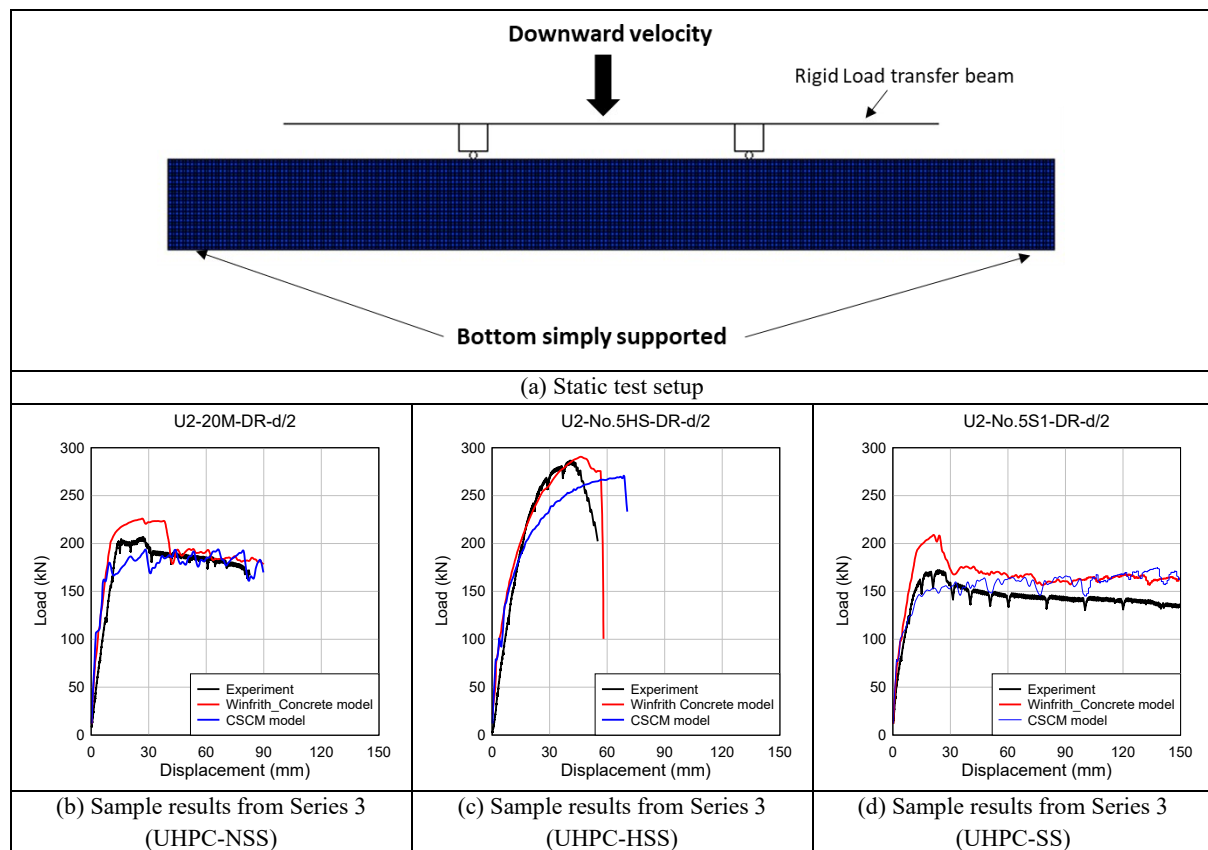 Downward velocity
Rigid Load transfer beam
Bottom simply supported
(a) Static test setup
U2-20M-DR-d/2
300
250
200
150
100
50
0
Load (kN)
Experiment
Winfrith_Concrete model
CSCM model
0 30 60 90 120 150
Displacement (mm)
(b) Sample results from Series 3
(UHPC-NSS)
U2-No.5HS-DR-d/2
300
250
200
150
100
50
0
Load (kN)
Experiment
Winfrith Concrete model
CSCM model
0 30 60 90 120 150
Displacement (mm)
(c) Sample results from Series 3
(UHPC-HSS)
U2-No.5S1-DR-d/2
300
250
200
150
100
50
0
Load (kN)
Experiment
Winfrith_Concrete model
CSCM model
0 30 60 90 120 150
Displacement (mm)
(d) Sample results from Series 3
(UHPC-SS)